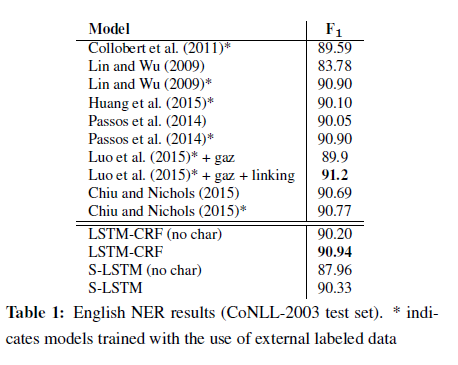 Model F₁
Collobert et al. (2011)* 89.59
Lin and Wu (2009) 83.78
Lin and Wu (2009)* 90.90
Huang et al. (2015)* 90.10
Passos et al. (2014) 90.05
Passos et al. (2014)* 90.90
Luo et al. (2015)* + gaz 89.9
Luo et al. (2015)* + gaz + linking 91.2
Chiu and Nichols (2015) 90.69
Chiu and Nichols (2015)* 90.77
LSTM-CRF (no char) 90.20
LSTM-CRF 90.94
S-LSTM (no char) 87.96
S-LSTM 90.33
Table 1: English NER results (CoNLL-2003 test set). * indi-
cates models trained with the use of external labeled data